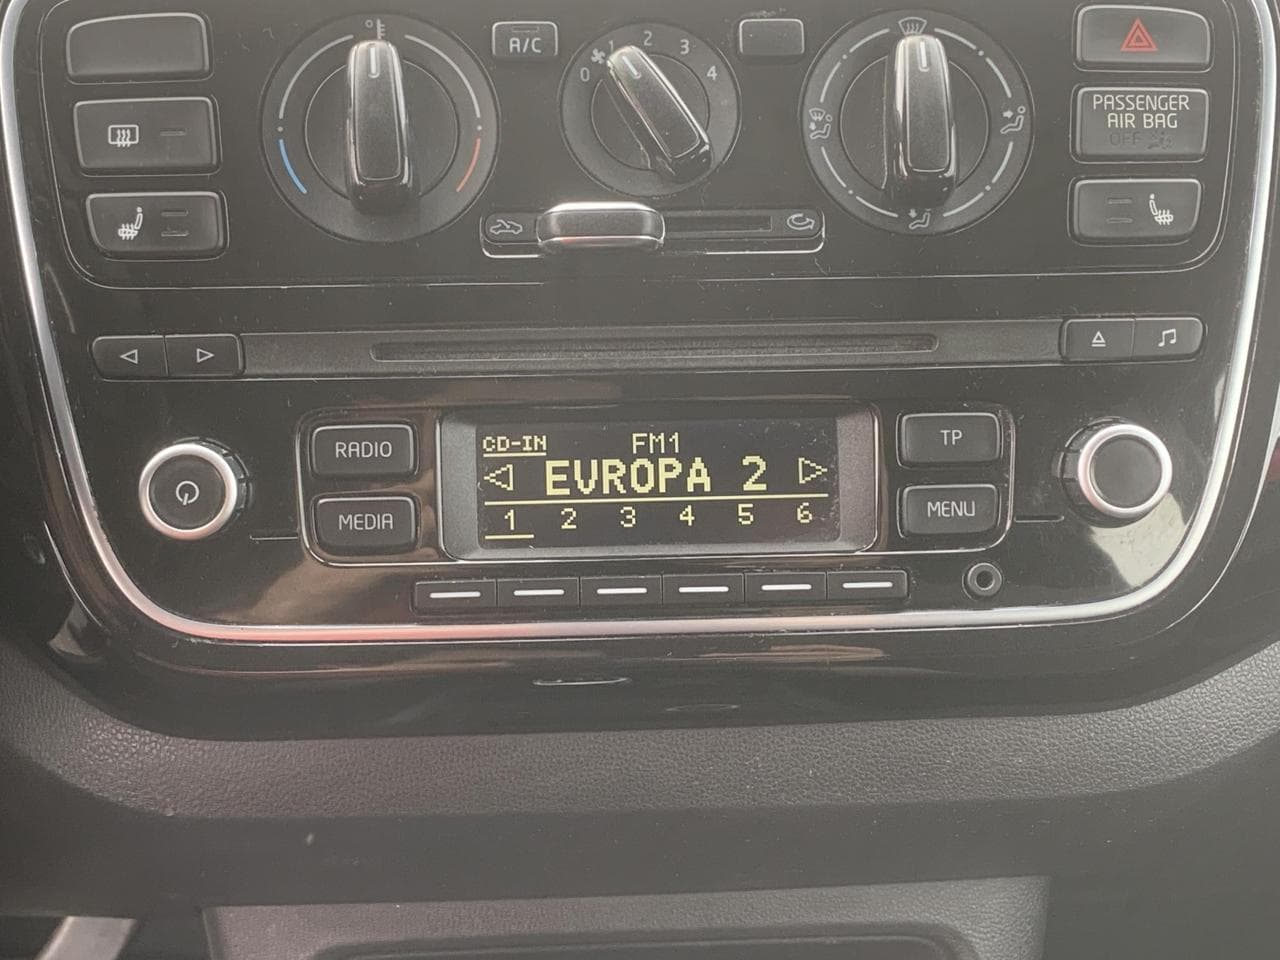 A/C
0 1 2 3 4
PASSENGER
AIR BAG
OFF
RADIO
MEDIA
CD-IN FM1
EVROPA 2
1 2 3 4 5 6
TP
MENU